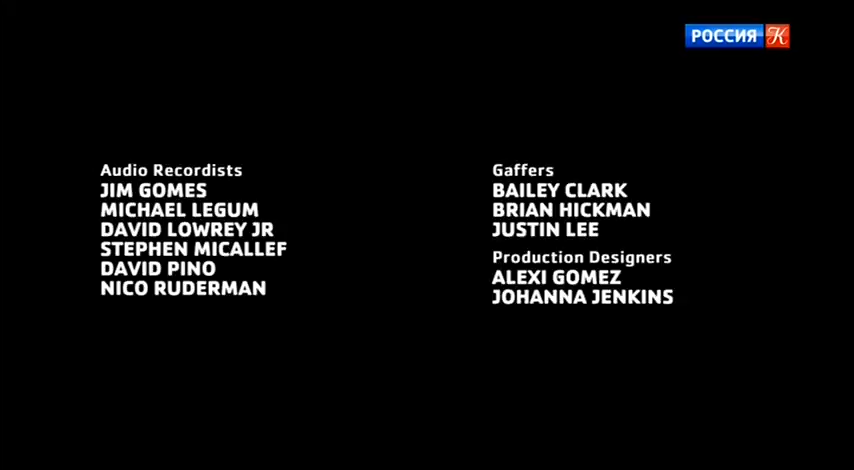 РОССИЯ К
Audio Recordists
JIM GOMES
MICHAEL LEGUM
DAVID LOWREY JR
STEPHEN MICALLEF
DAVID PINO
NICO RUDERMAN
Gaffers
BAILEY CLARK
BRIAN HICKMAN
JUSTIN LEE
Production Designers
ALEXI GOMEZ
JOHANNA JENKINS